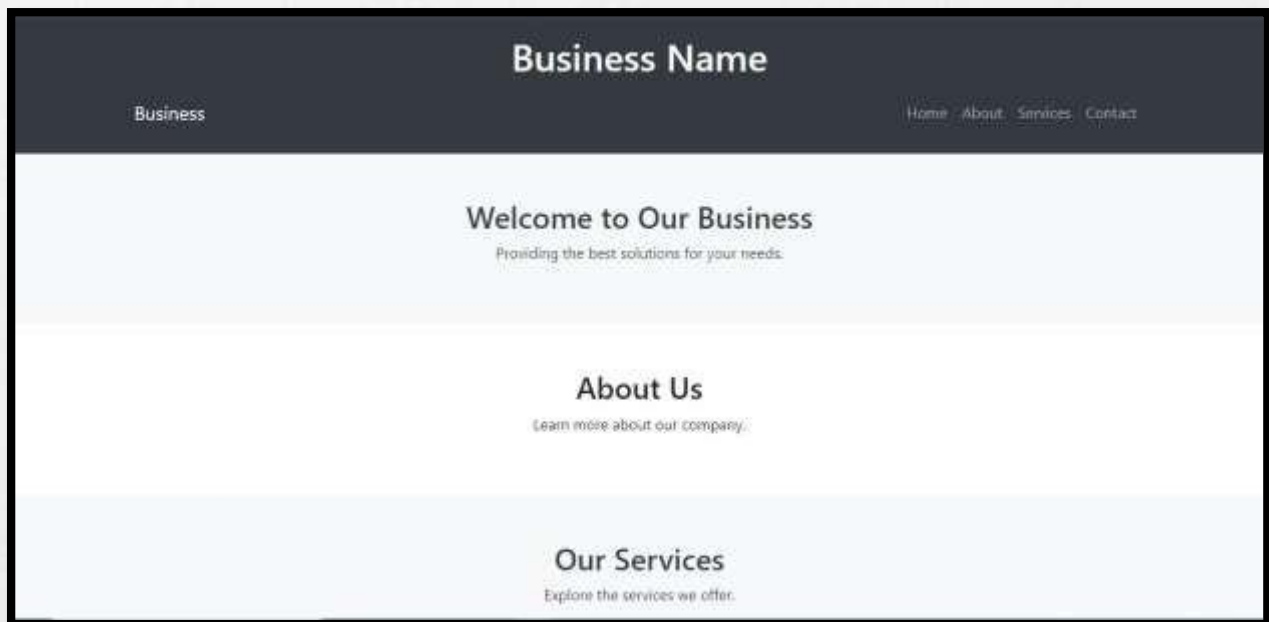 Business Name
Business
Home About Services Contact
Welcome to Our Business
Providing the best solutions for your needs.
About Us
Learn more about our company.
Our Services
Explore the services we offer.